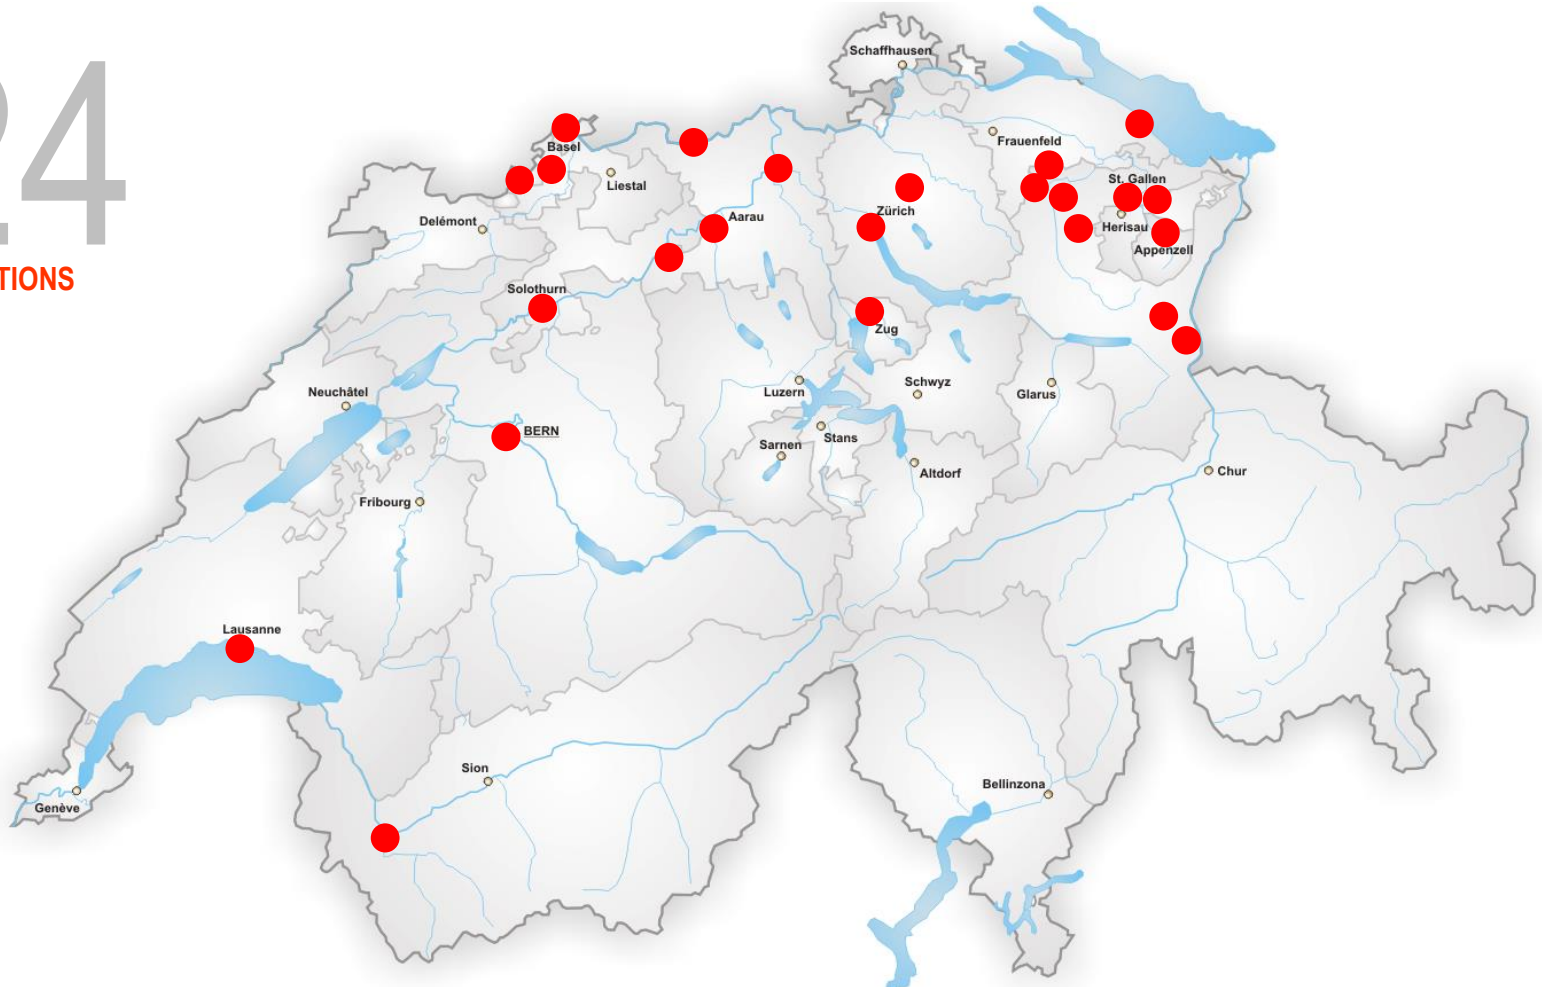 24
TIONS
Schaffhausen
Frauenfeld
Basel
Liestal
St. Gallen
Delémont
Aarau
Zürich
Herisau
Appenzell
Solothurn
Zug
Neuchâtel
Luzern
Schwyz
Glarus
BERN
Stans
Sarnen
Altdorf
Chur
Fribourg
Lausanne
Sion
Bellinzona
Genève